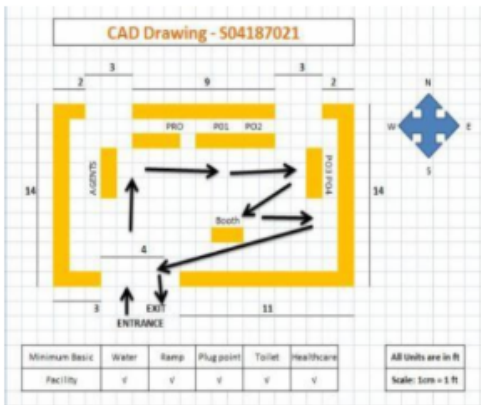 CAD Drawing - S04187021
3 3
2 9 2
N
PRO PO1 PO2
W E
AGENTS
PO3 PO4
S
14 14
Booth
4
3 EXIT 11
ENTRANCE
Minimum Basic Water Ramp Plug point Toilet Healthcare
Facility √ √ √ √ √
All Units are in ft
Scale: 1cm = 1 ft